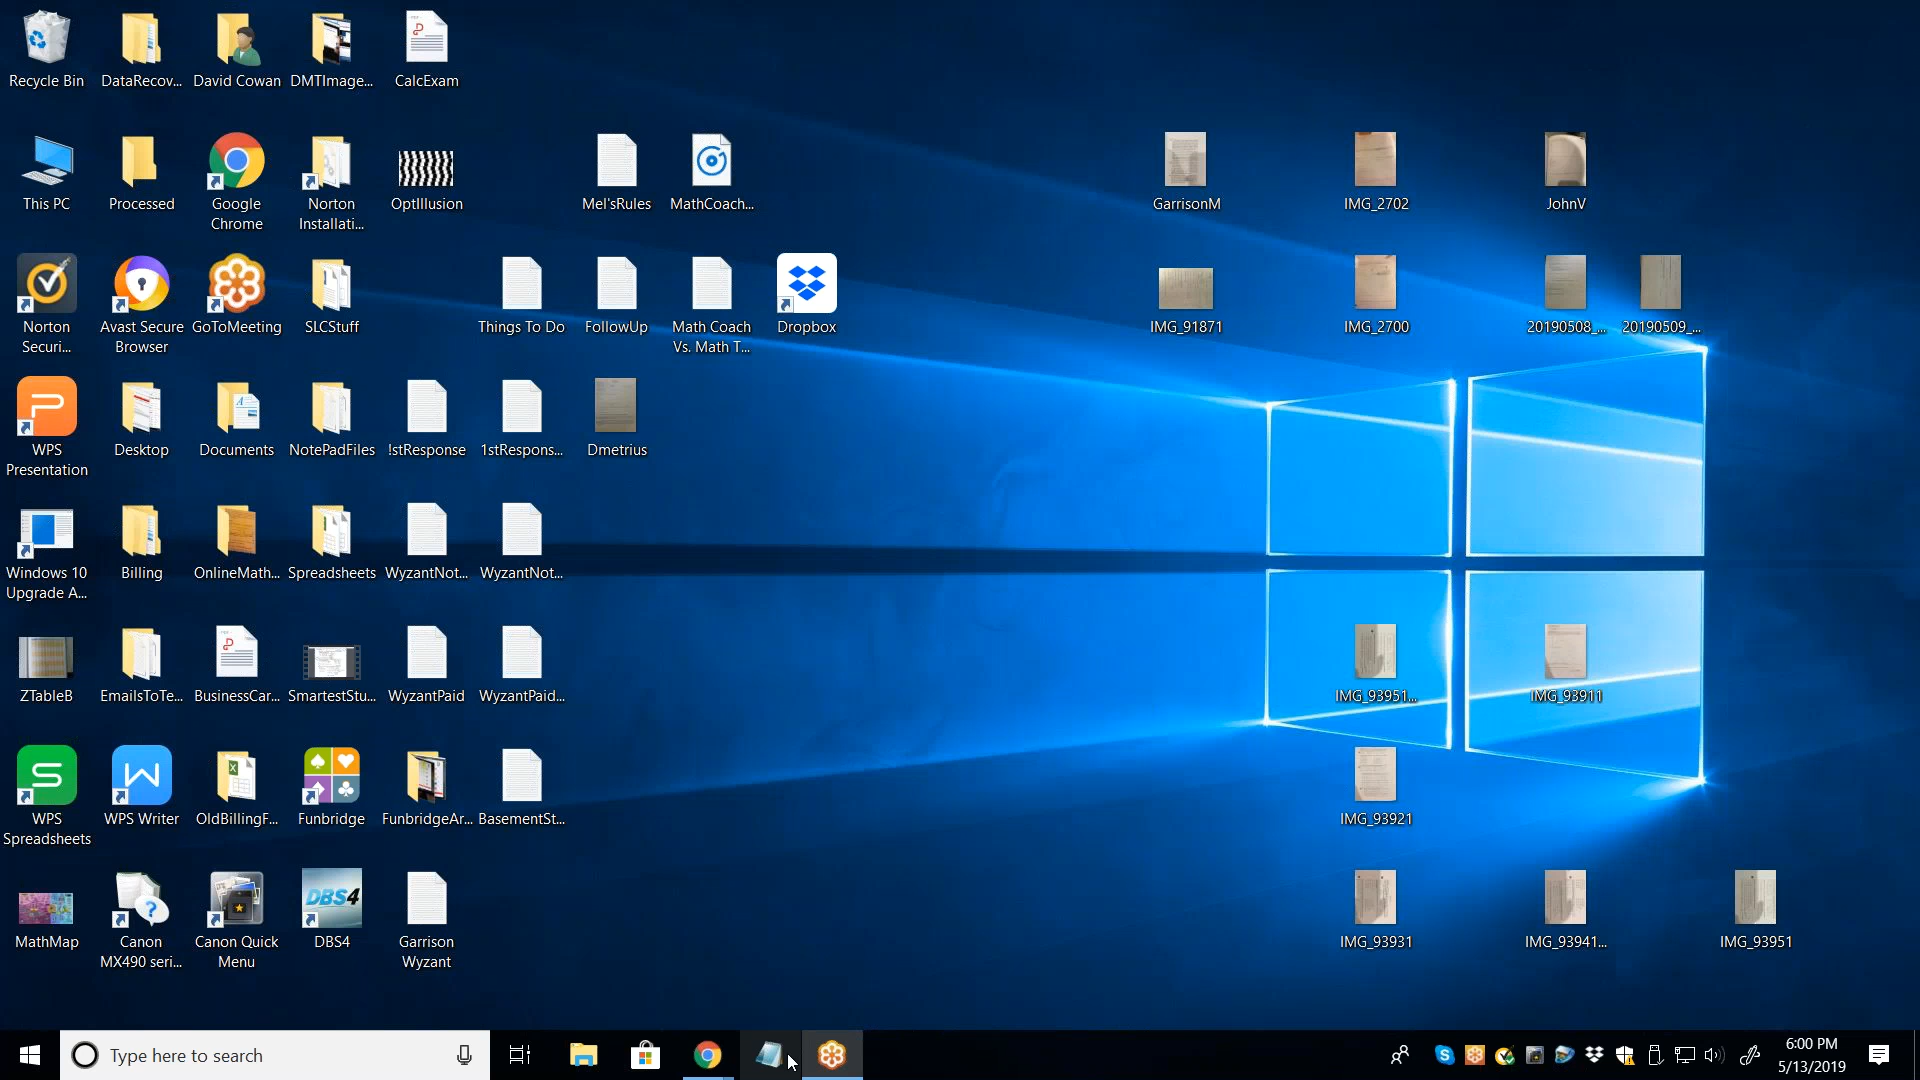 Recycle Bin
DataRecov...
David Cowan
DMTImage...
CalcExam
This PC
Processed
Google
Chrome
Norton
Installati...
OptIllusion
Mel'sRules
MathCoach...
GarrisonM
IMG_2702
JohnV
Norton
Securi...
Avast Secure
Browser
GoToMeeting
SLCStuff
Things To Do
FollowUp
Math Coach
Vs. Math T...
Dropbox
IMG_91871
IMG_2700
20190508_...
20190509_...
WPS
Presentation
Desktop
Documents
NotePadFiles
!stResponse
1stRespons...
Dmetrius
Windows 10
Upgrade A...
Billing
OnlineMath...
Spreadsheets
WyzantNot...
WyzantNot...
ZTableB
EmailsToTe...
BusinessCar...
SmartestStu...
WyzantPaid
WyzantPaid...
IMG_93951...
IMG_93911
WPS
Spreadsheets
WPS Writer
OldBillingF...
Funbridge
FunbridgeAr...
BasementSt...
IMG_93921
MathMap
Canon
MX490 seri...
Canon Quick
Menu
DBS4
DBS4
Garrison
Wyzant
IMG_93931
IMG_93941...
IMG_93951
Type here to search
6:00 PM
5/13/2019